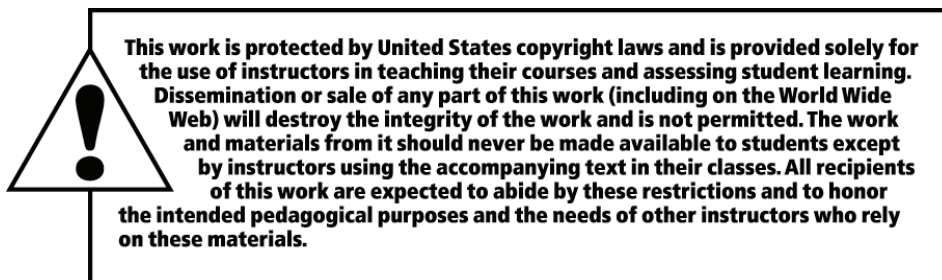 This work is protected by United States copyright laws and is provided solely for
the use of instructors in teaching their courses and assessing student learning.
Dissemination or sale of any part of this work (including on the World Wide
Web) will destroy the integrity of the work and is not permitted. The work
and materials from it should never be made available to students except
by instructors using the accompanying text in their classes. All recipients
of this work are expected to abide by these restrictions and to honor
the intended pedagogical purposes and the needs of other instructors who rely
on these materials.